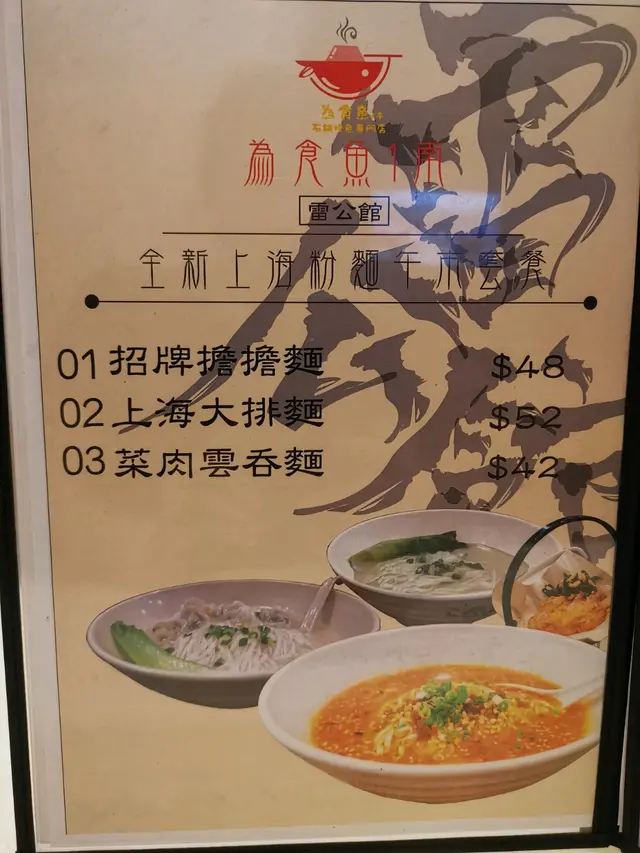 為食魚1南
雷公館
全新上海粉麵午市套餐
01 招牌擔擔麵 $48
02 上海大排麵 $52
03 菜肉雲吞麵 $42